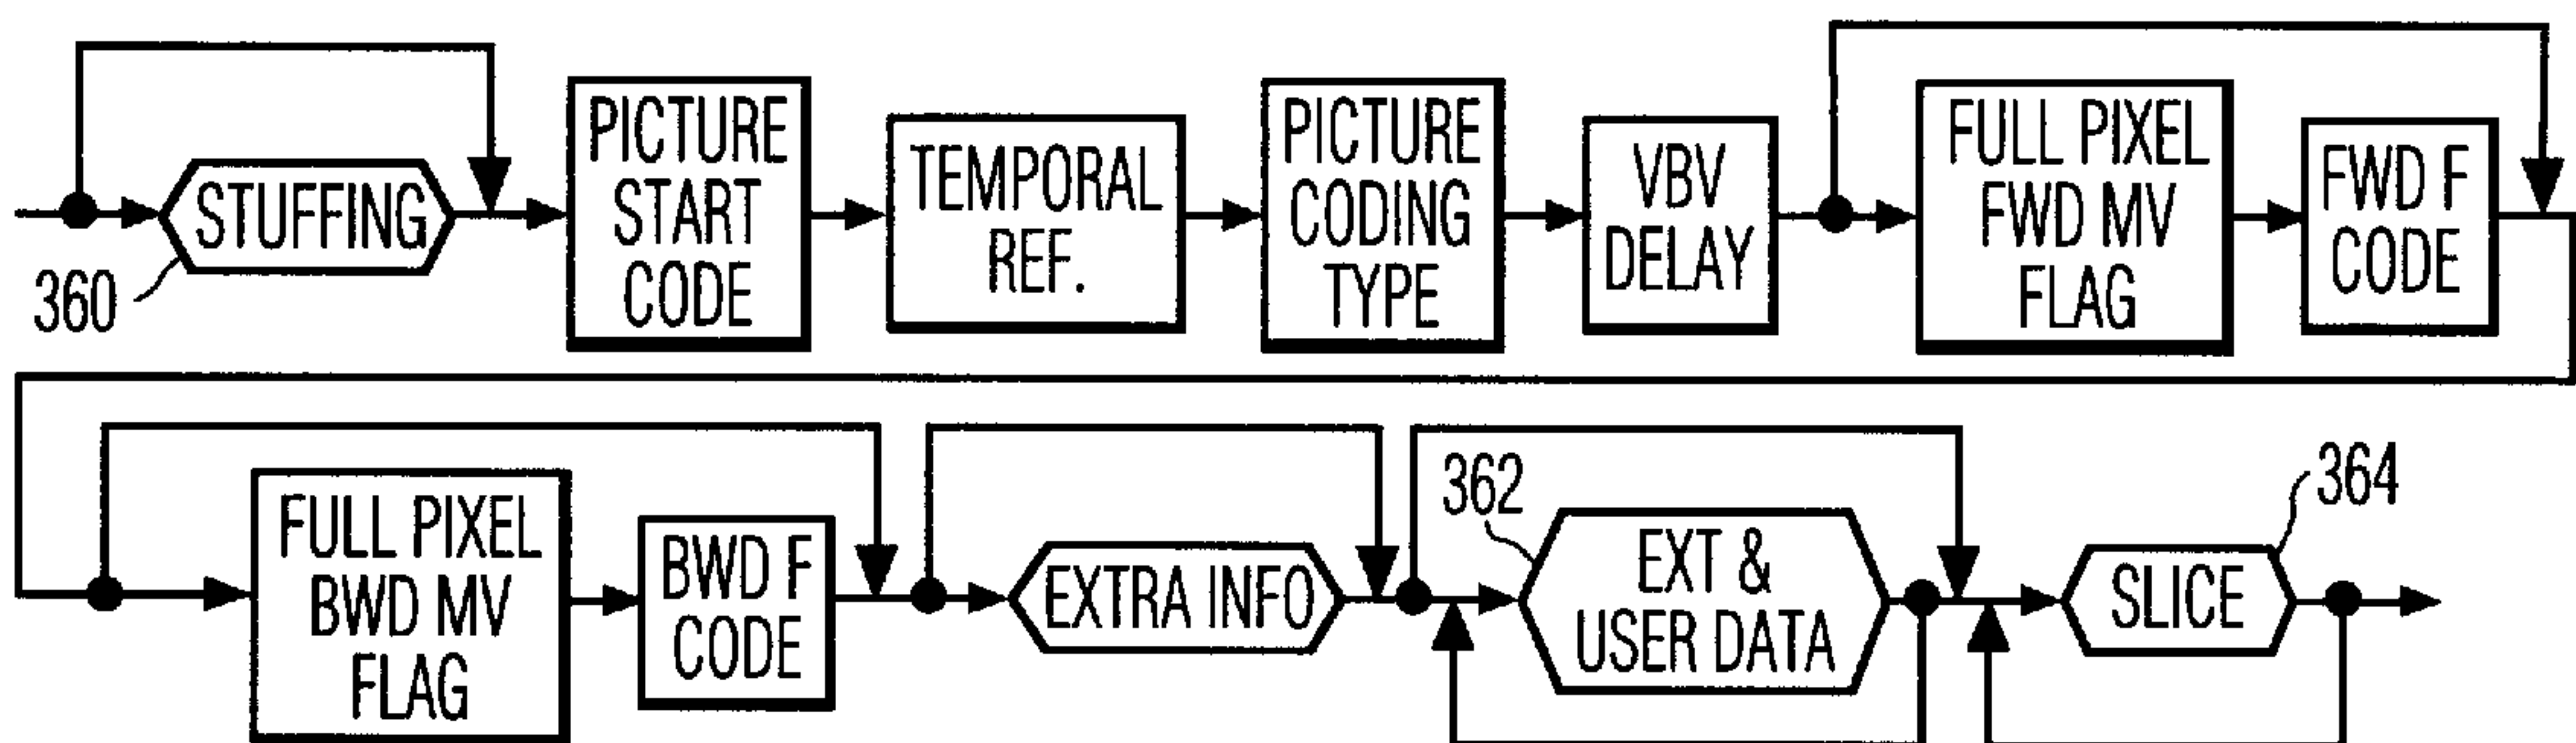 STUFFING
360
PICTURE
START
CODE
TEMPORAL
REF.
PICTURE
CODING
TYPE
VBV
DELAY
FULL PIXEL
FWD MV
FLAG
FWD F
CODE
FULL PIXEL
BWD MV
FLAG
BWD F
CODE
EXTRA INFO
362
EXT &
USER DATA
364
SLICE